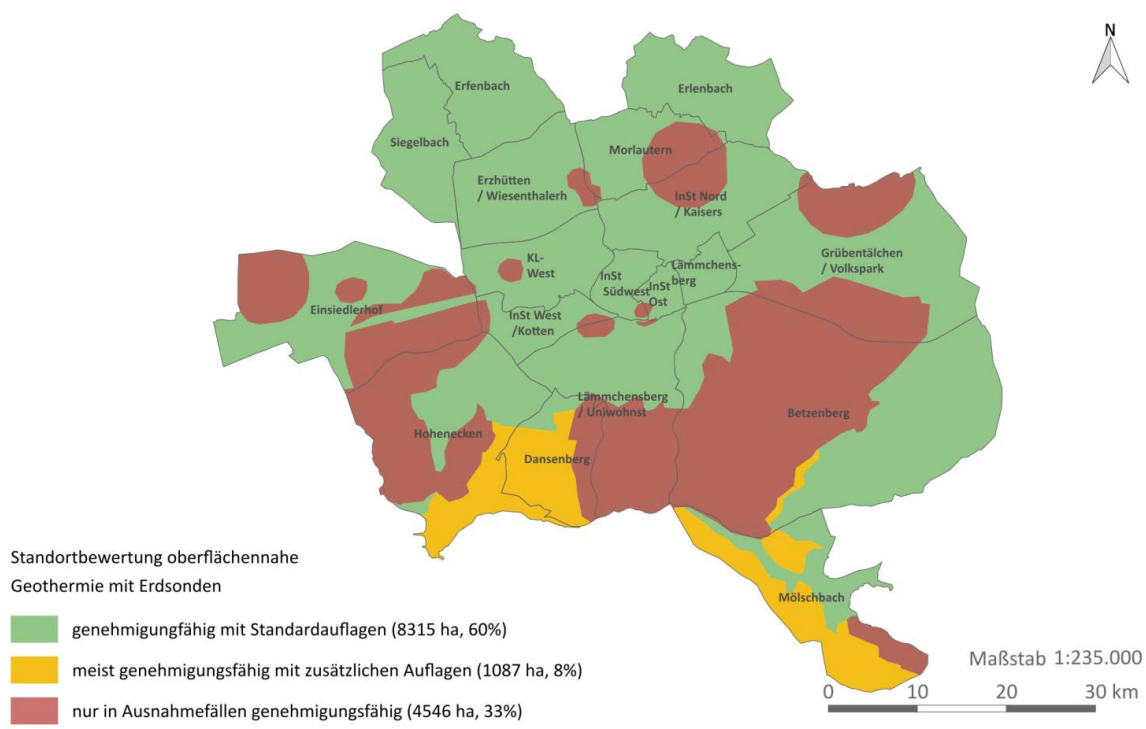 N
Erfenbach
Erlenbach
Siegelbach
Morlautern
Erzhütten
/ Wiesenthalerh
InSt Nord
/ Kaisers
Grübentälchen
/ Volkspark
KL-
West
Lämmchens-
berg
InSt
Südwest
InSt
Ost
Einsiedlerhof
InSt West
/Kotten
Lämmchensberg
/ Uniwohnst
Betzenberg
Hohenecken
Dansenberg
Mölschbach
Standortbewertung oberflächennahe
Geothermie mit Erdsonden
genehmigungfähig mit Standardauflagen (8315 ha, 60%)
meist genehmigungsfähig mit zusätzlichen Auflagen (1087 ha, 8%)
nur in Ausnahmefällen genehmigungsfähig (4546 ha, 33%)
Maßstab 1:235.000
0 10 20 30 km